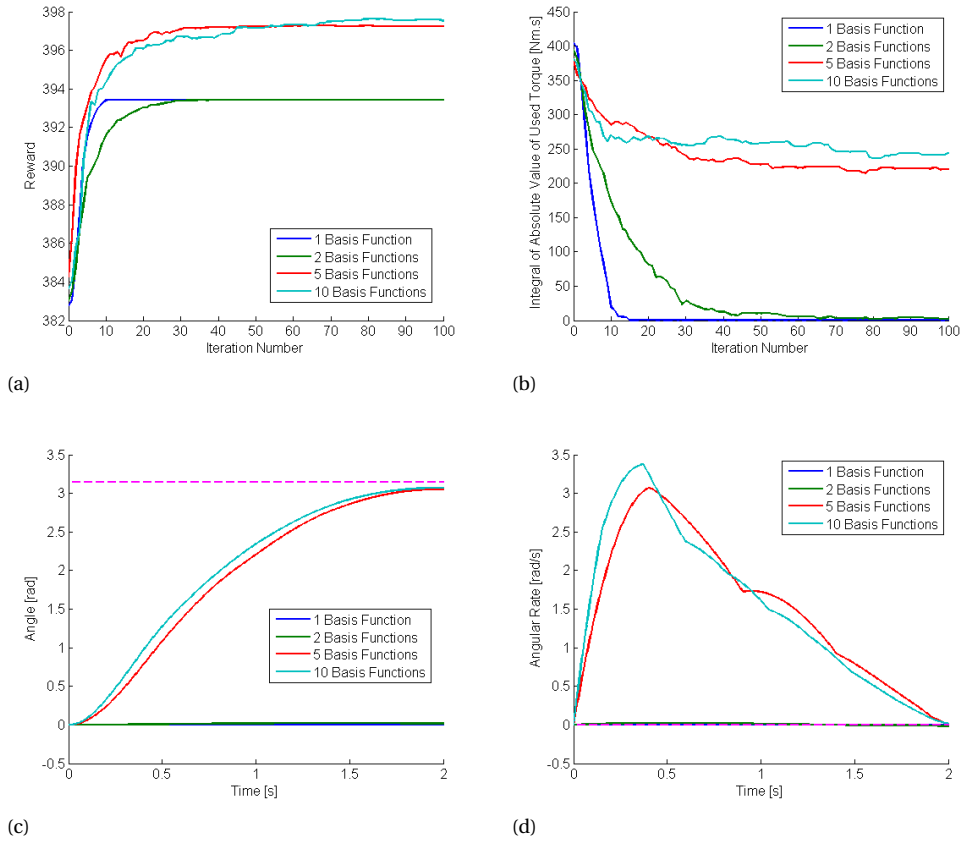 398
396
394
392
390
388
386
384
382
Reward
0 10 20 30 40 50 60 70 80 90 100
Iteration Number
1 Basis Function
2 Basis Functions
5 Basis Functions
10 Basis Functions
(a)
450
400
350
300
250
200
150
100
50
0
Integral of Absolute Value of Used Torque [Nm.s]
0 10 20 30 40 50 60 70 80 90 100
Iteration Number
1 Basis Function
2 Basis Functions
5 Basis Functions
10 Basis Functions
(b)
3.5
3
2.5
2
1.5
1
0.5
0
-0.5
Angle [rad]
0 0.5 1 1.5 2
Time [s]
1 Basis Function
2 Basis Functions
5 Basis Functions
10 Basis Functions
(c)
3.5
3
2.5
2
1.5
1
0.5
0
-0.5
Angular Rate [rad/s]
0 0.5 1 1.5 2
Time [s]
1 Basis Function
2 Basis Functions
5 Basis Functions
10 Basis Functions
(d)